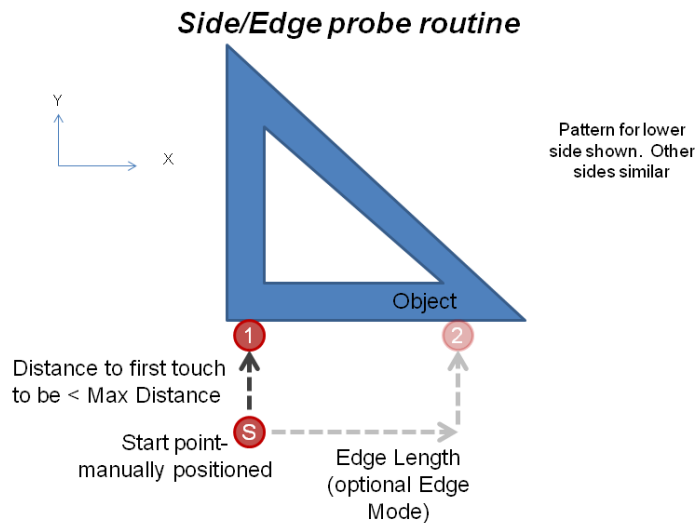 Side/Edge probe routine
Y
X
Pattern for lower
side shown.  Other
sides similar
Object
1
2
Distance to first touch
to be < Max Distance
S
Start point-
manually positioned
Edge Length
(optional Edge
Mode)